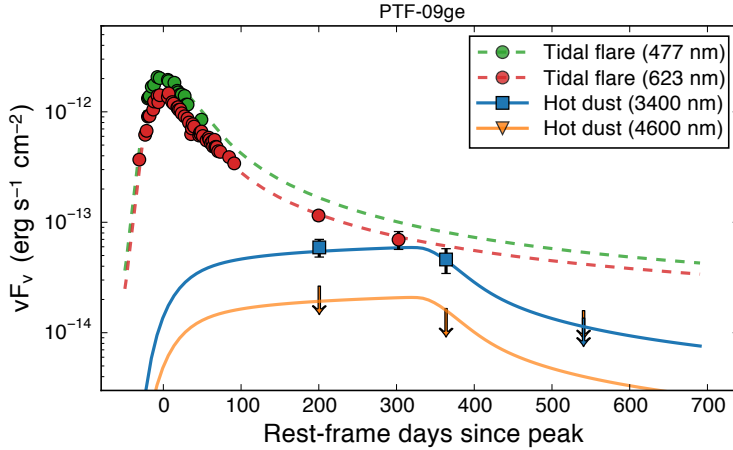 PTF-09ge
Tidal flare (477 nm)
Tidal flare (623 nm)
Hot dust (3400 nm)
Hot dust (4600 nm)
νFᵥ (erg s⁻¹ cm⁻²)
10⁻¹²
10⁻¹³
10⁻¹⁴
0 100 200 300 400 500 600 700
Rest-frame days since peak